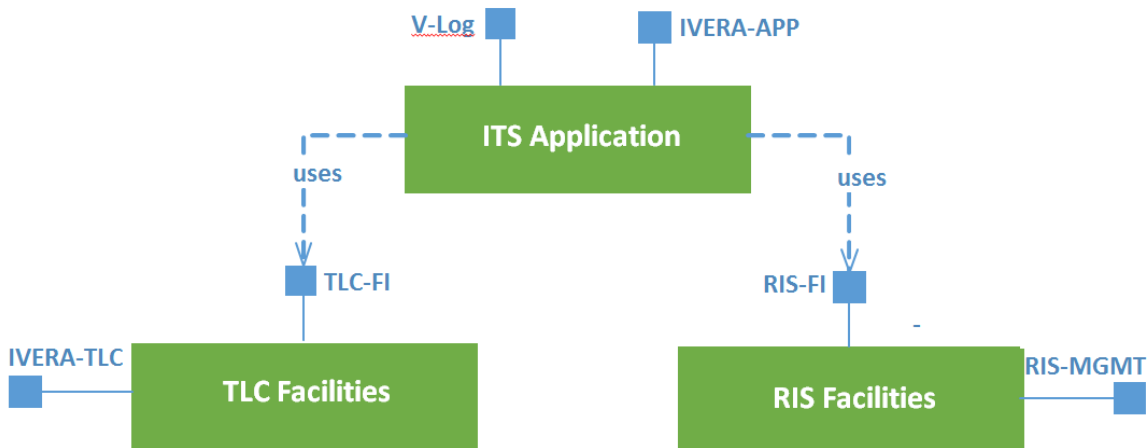 V-Log
IVERA-APP
ITS Application
uses
uses
TLC-FI
RIS-FI
-
IVERA-TLC
TLC Facilities
RIS Facilities
RIS-MGMT